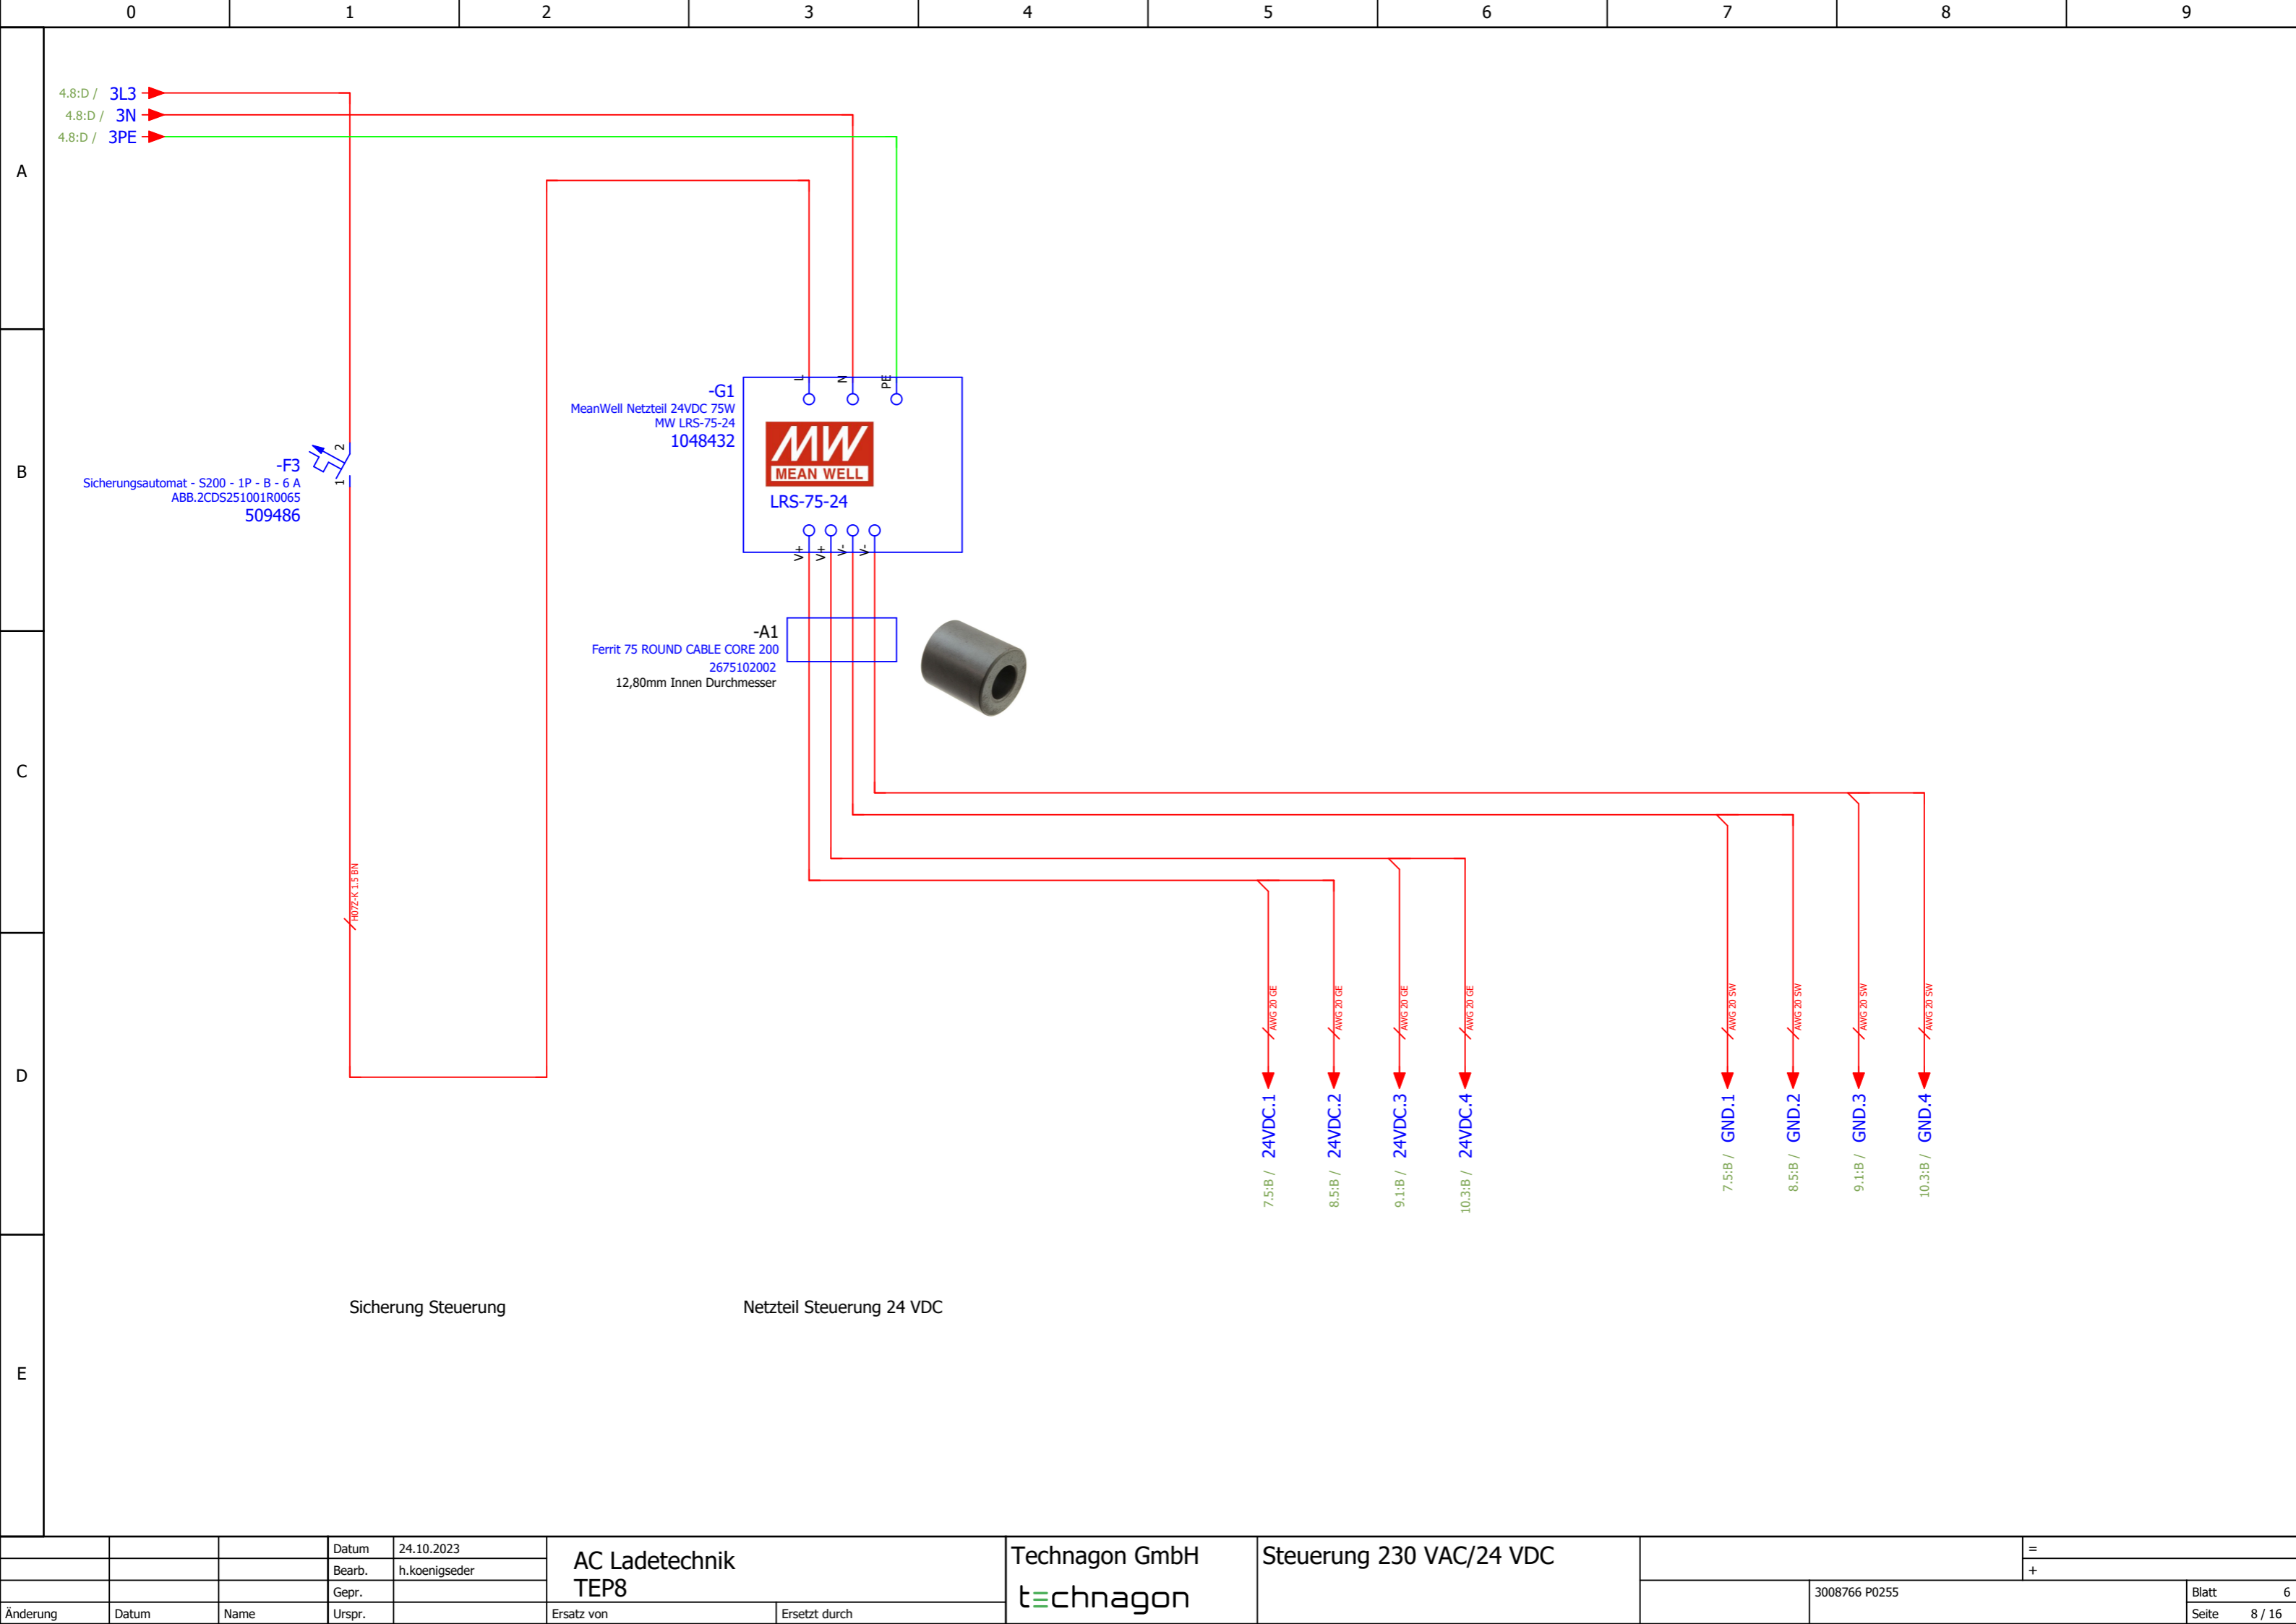 0 1 2 3 4 5 6 7 8 9
A
B
C
D
E
4.8:D / 3L3
4.8:D / 3N
4.8:D / 3PE
-F3
Sicherungsautomat - S200 - 1P - B - 6 A
ABB.2CDS251001R0065
509486
2
1
H07Z-K 1.5 BN
-G1
MeanWell Netzteil 24VDC 75W
MW LRS-75-24
1048432
L
N
PE
MW
MEAN WELL
LRS-75-24
V+
V+
V-
V-
-A1
Ferrit 75 ROUND CABLE CORE 200
2675102002
12,80mm Innen Durchmesser
AWG 20 GE
AWG 20 GE
AWG 20 GE
AWG 20 GE
AWG 20 SW
AWG 20 SW
AWG 20 SW
AWG 20 SW
7.5:B / 24VDC.1
8.5:B / 24VDC.2
9.1:B / 24VDC.3
10.3:B / 24VDC.4
7.5:B / GND.1
8.5:B / GND.2
9.1:B / GND.3
10.3:B / GND.4
Sicherung Steuerung
Netzteil Steuerung 24 VDC
Datum 24.10.2023
Bearb. h.koenigseder
Gepr.
Änderung Datum Name Urspr.
AC Ladetechnik
TEP8
Ersatz von
Ersetzt durch
Technagon GmbH
technagon
Steuerung 230 VAC/24 VDC
3008766 P0255
=
+
Blatt 6
Seite 8 / 16